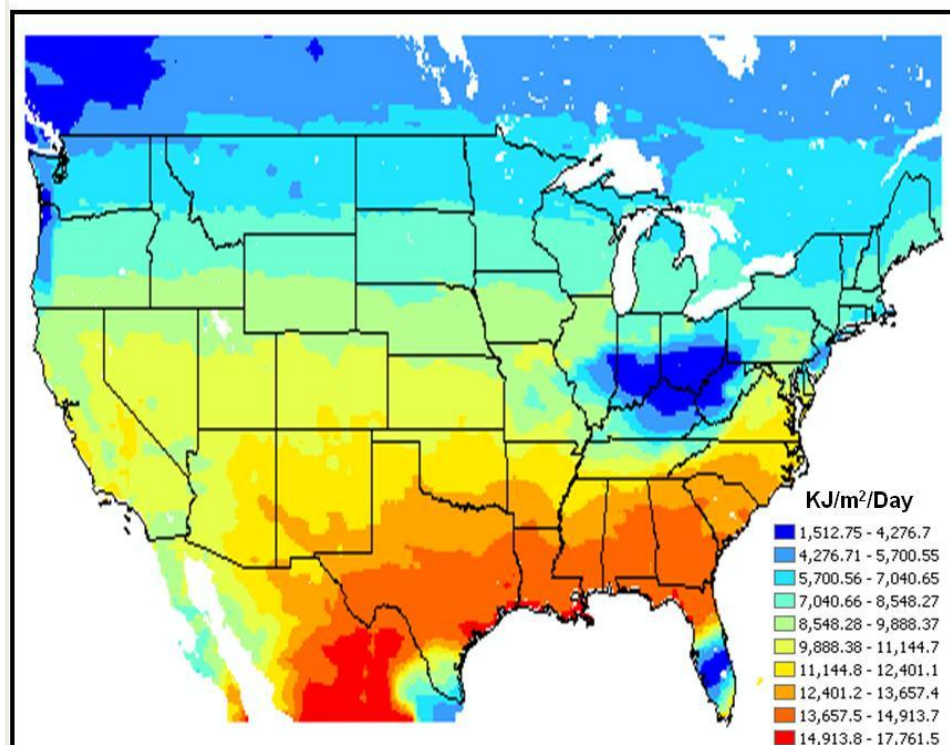 KJ/m²/Day
1,512.75 - 4,276.7
4,276.71 - 5,700.55
5,700.56 - 7,040.65
7,040.66 - 8,548.27
8,548.28 - 9,888.37
9,888.38 - 11,144.7
11,144.8 - 12,401.1
12,401.2 - 13,657.4
13,657.5 - 14,913.7
14,913.8 - 17,761.5